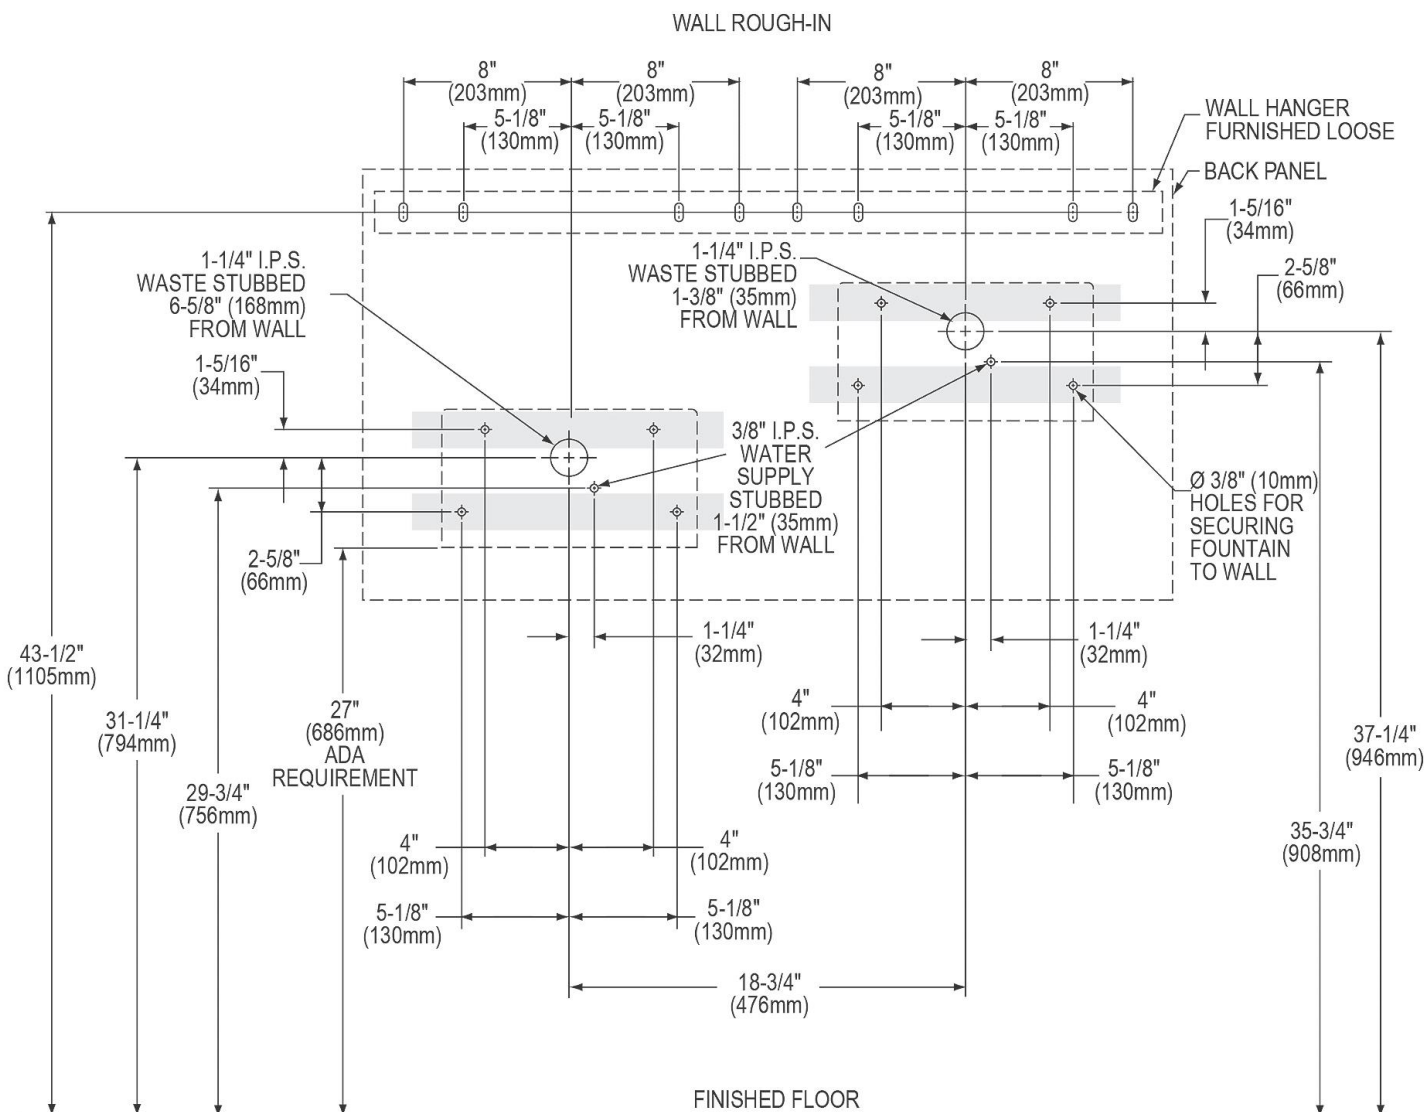 WALL ROUGH-IN
8"
(203mm)
8"
(203mm)
8"
(203mm)
8"
(203mm)
5-1/8"
(130mm)
5-1/8"
(130mm)
5-1/8"
(130mm)
5-1/8"
(130mm)
WALL HANGER
FURNISHED LOOSE
BACK PANEL
1-5/16"
(34mm)
2-5/8"
(66mm)
1-1/4" I.P.S.
WASTE STUBBED
6-5/8" (168mm)
FROM WALL
1-1/4" I.P.S.
WASTE STUBBED
1-3/8" (35mm)
FROM WALL
1-5/16"
(34mm)
3/8" I.P.S.
WATER
SUPPLY
STUBBED
1-1/2" (35mm)
FROM WALL
Ø 3/8" (10mm)
HOLES FOR
SECURING
FOUNTAIN
TO WALL
2-5/8"
(66mm)
1-1/4"
(32mm)
1-1/4"
(32mm)
43-1/2"
(1105mm)
31-1/4"
(794mm)
29-3/4"
(756mm)
27"
(686mm)
ADA
REQUIREMENT
4"
(102mm)
4"
(102mm)
37-1/4"
(946mm)
5-1/8"
(130mm)
5-1/8"
(130mm)
35-3/4"
(908mm)
4"
(102mm)
4"
(102mm)
5-1/8"
(130mm)
5-1/8"
(130mm)
18-3/4"
(476mm)
FINISHED FLOOR